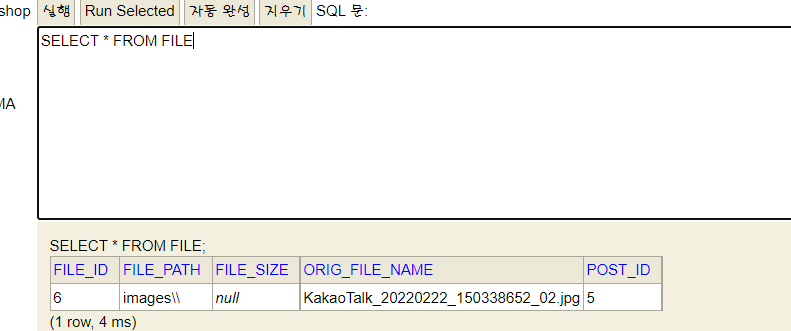 shop 실행 Run Selected 자동 완성 지우기 SQL 문:
SELECT * FROM FILE
MA
SELECT * FROM FILE;
FILE_ID FILE_PATH FILE_SIZE ORIG_FILE_NAME POST_ID
6 images\\ null KakaoTalk_20220222_150338652_02.jpg 5
(1 row, 4 ms)